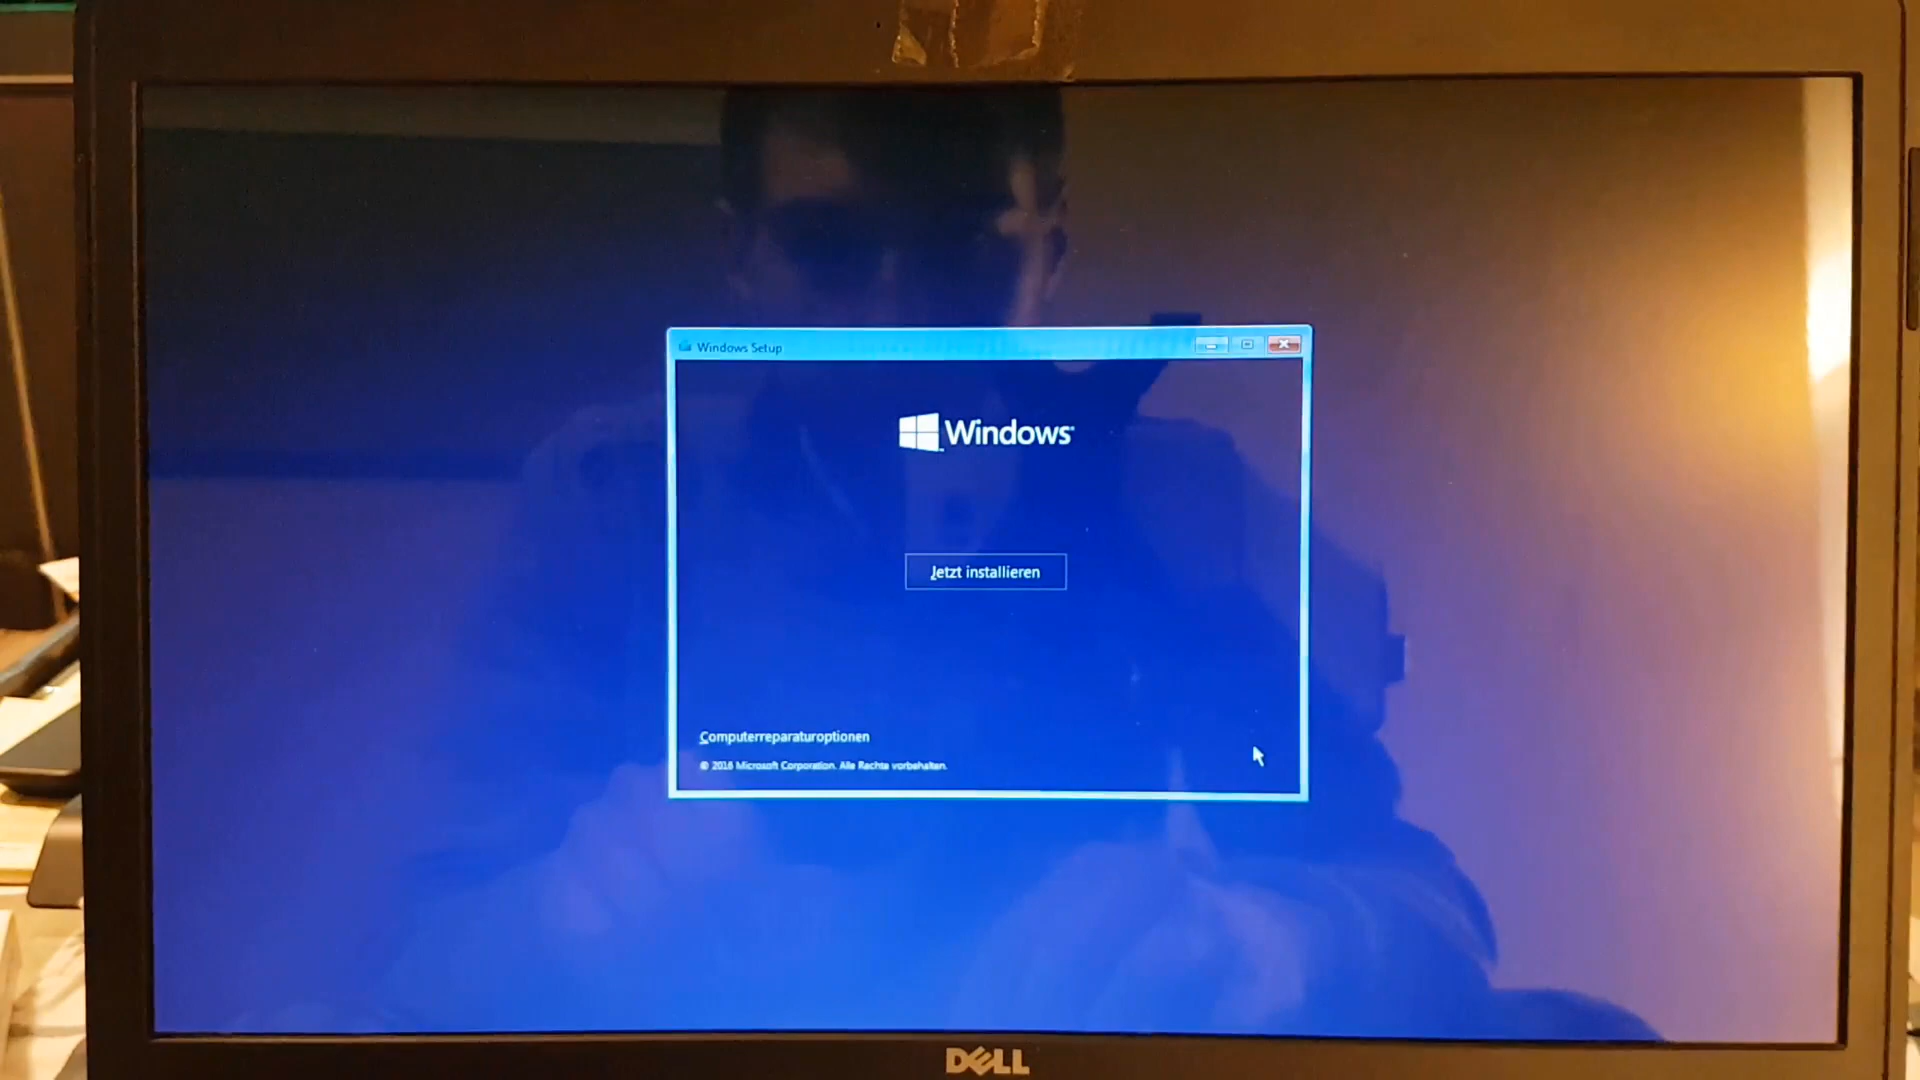 Windows Setup
Windows
Jetzt installieren
Computerreparaturoptionen
© 2018 Microsoft Corporation. Alle Rechte vorbehalten.
DELL